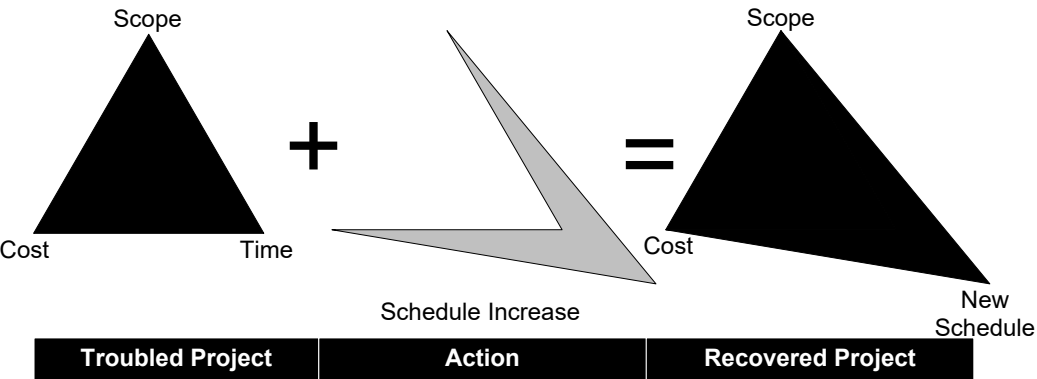 Scope
Cost
Time
+
Schedule Increase
=
Scope
Cost
New
Schedule
Troubled Project
Action
Recovered Project